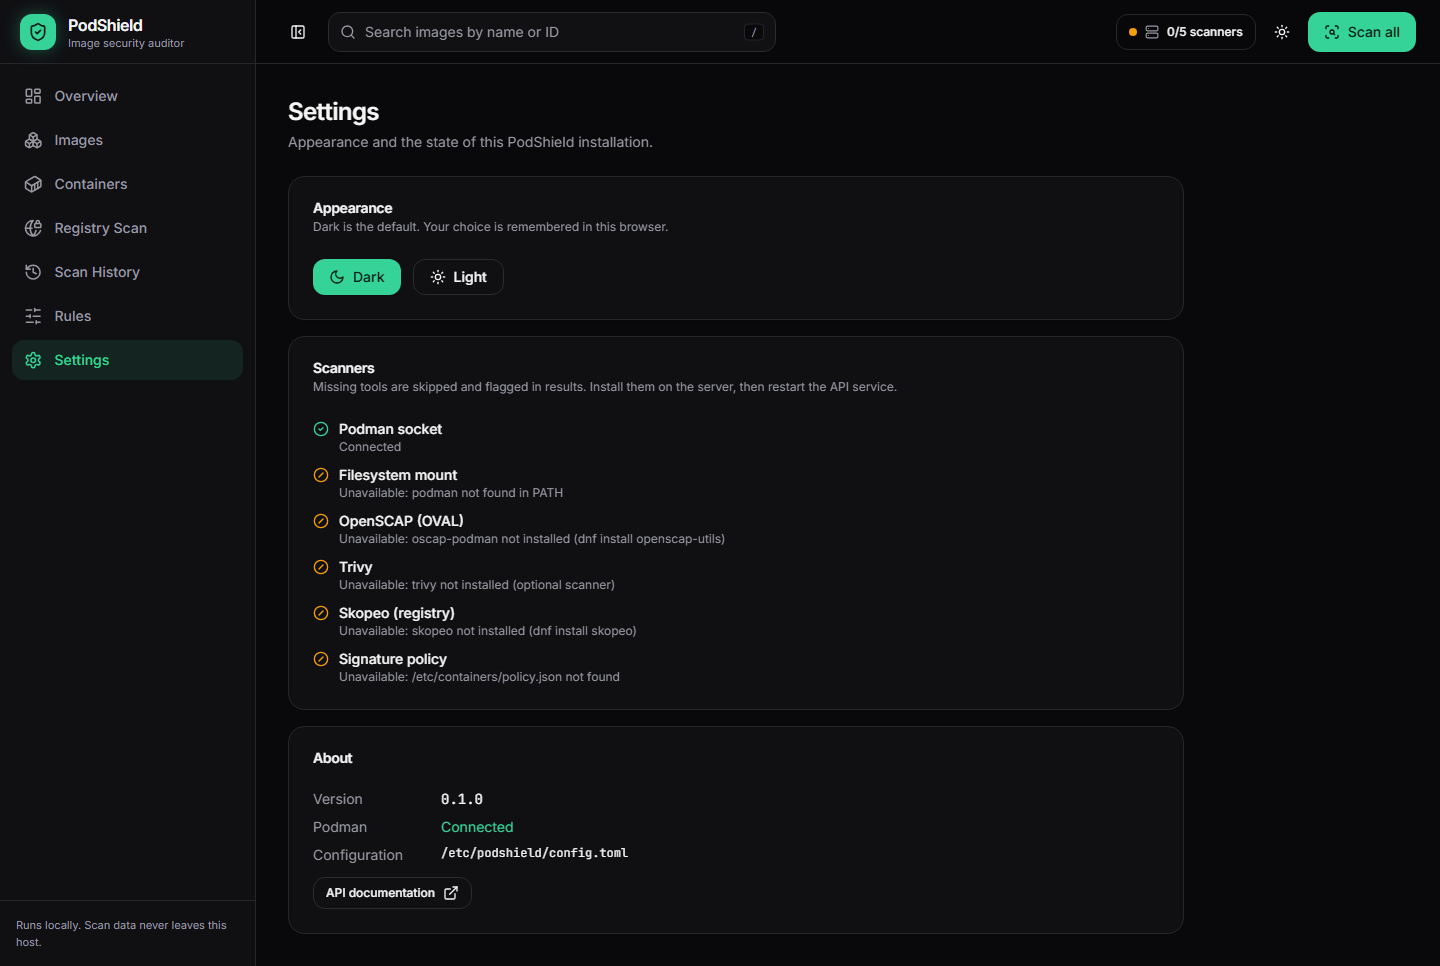 PodShield
Image security auditor
Search images by name or ID
/
0/5 scanners
Scan all
Overview
Images
Containers
Registry Scan
Scan History
Rules
Settings
Runs locally. Scan data never leaves this
host.
Settings
Appearance and the state of this PodShield installation.
Appearance
Dark is the default. Your choice is remembered in this browser.
Dark
Light
Scanners
Missing tools are skipped and flagged in results. Install them on the server, then restart the API service.
Podman socket
Connected
Filesystem mount
Unavailable: podman not found in PATH
OpenSCAP (OVAL)
Unavailable: oscap-podman not installed (dnf install openscap-utils)
Trivy
Unavailable: trivy not installed (optional scanner)
Skopeo (registry)
Unavailable: skopeo not installed (dnf install skopeo)
Signature policy
Unavailable: /etc/containers/policy.json not found
About
Version 0.1.0
Podman Connected
Configuration /etc/podshield/config.toml
API documentation